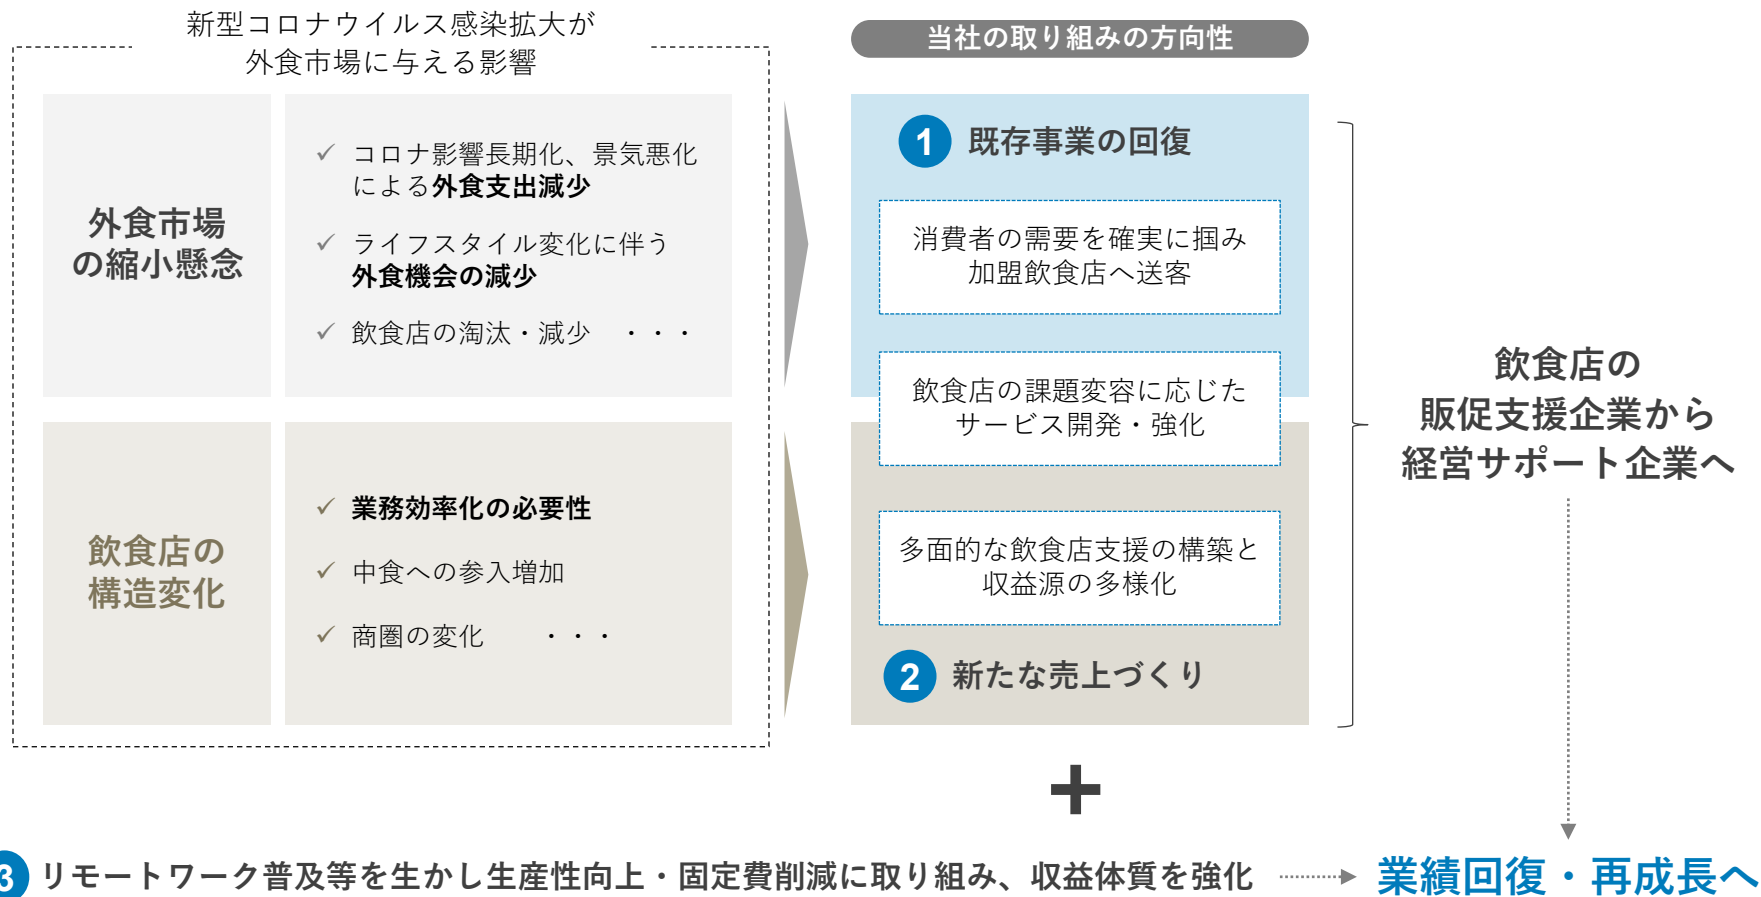 新型コロナウイルス感染拡大が
外食市場に与える影響
外食市場
の縮小懸念
✓ コロナ影響長期化、景気悪化
による外食支出減少
✓ ライフスタイル変化に伴う
外食機会の減少
✓ 飲食店の淘汰・減少 ・・・
飲食店の
構造変化
✓ 業務効率化の必要性
✓ 中食への参入増加
✓ 商圏の変化 ・・・
当社の取り組みの方向性
1 既存事業の回復
消費者の需要を確実に掴み
加盟飲食店へ送客
飲食店の課題変容に応じた
サービス開発・強化
多面的な飲食店支援の構築と
収益源の多様化
2 新たな売上づくり
飲食店の
販促支援企業から
経営サポート企業へ
+
3 リモートワーク普及等を生かし生産性向上・固定費削減に取り組み、収益体質を強化
業績回復・再成長へ